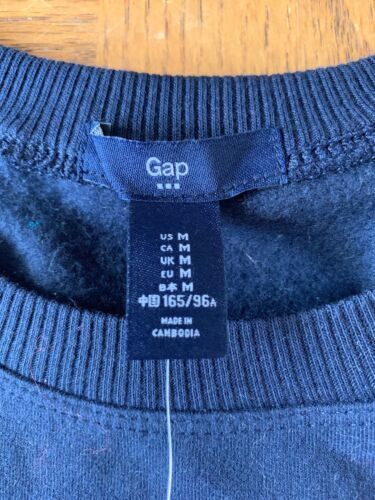 Gap
US M
CA M
UK M
EU M
日本 M
中国 165/96A
MADE IN
CAMBODIA